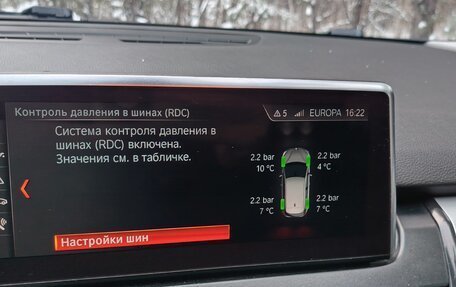 Контроль давления в шинах (RDC)
5 EUROPA 16:22
Система контроля давления в
шинах (RDC) включена.
Значения см. в табличке.
2.2 bar 2.2 bar
10 °C 4 °C
2.2 bar 2.2 bar
7 °C 7 °C
Настройки шин